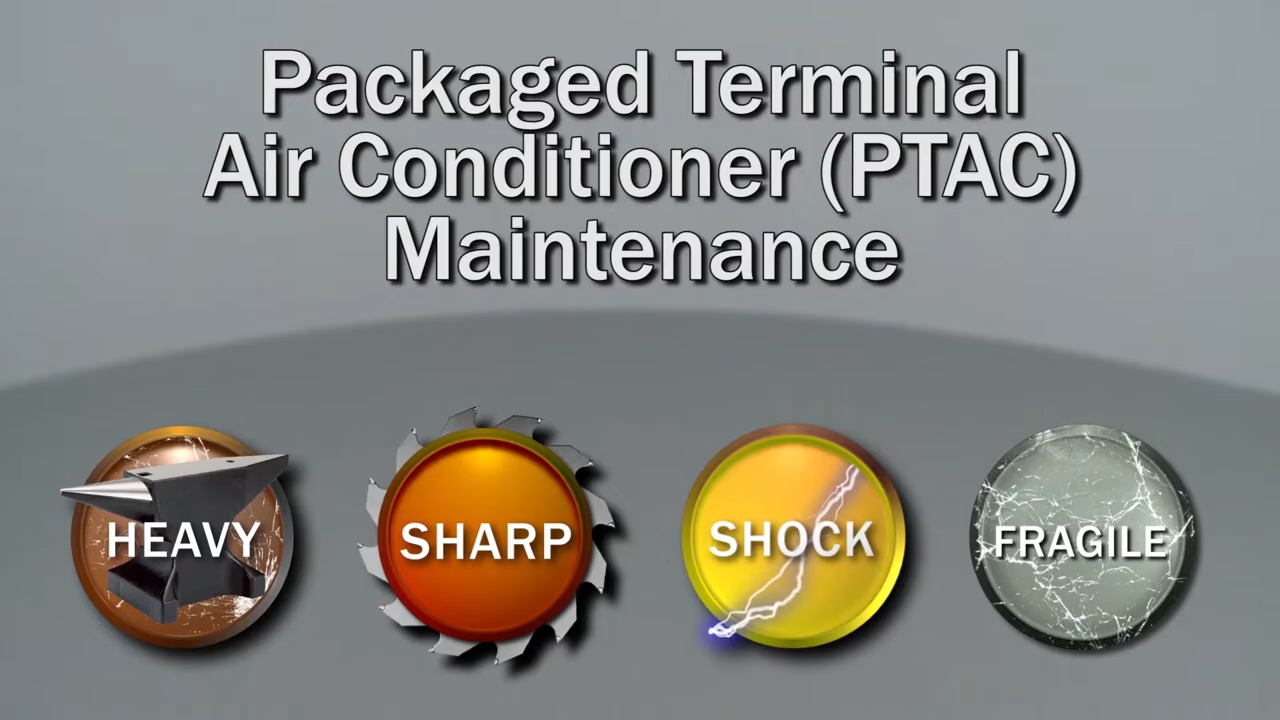 Packaged Terminal
Air Conditioner (PTAC)
Maintenance
HEAVY
SHARP
SHOCK
FRAGILE